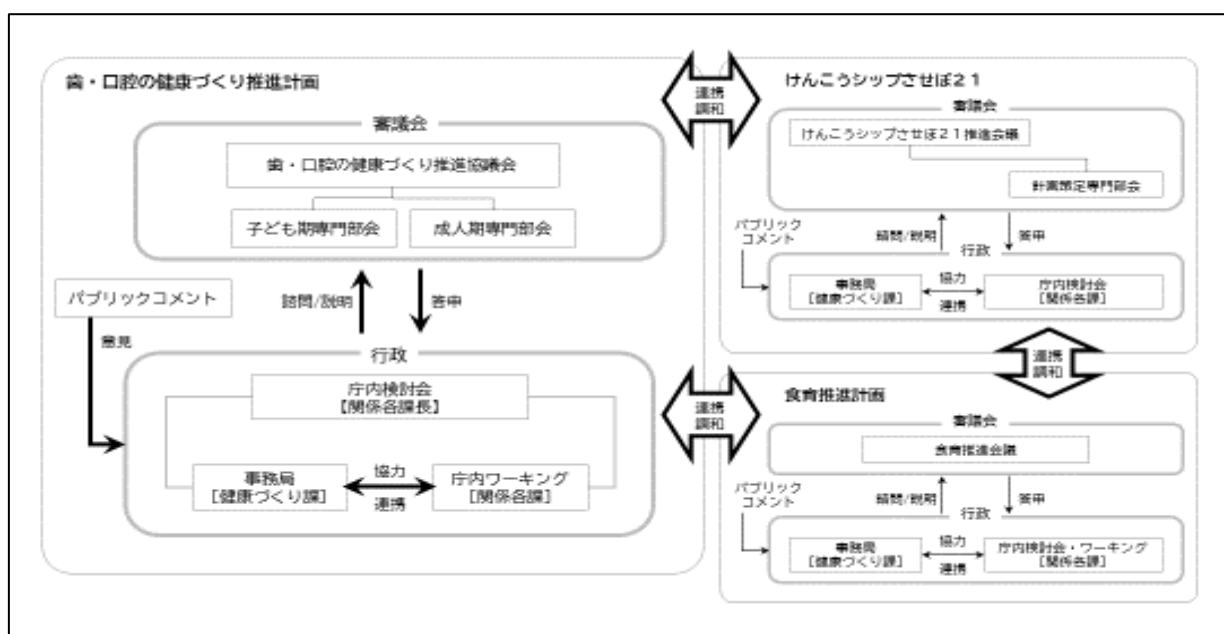 歯・口腔の健康づくり推進計画
審議会
歯・口腔の健康づくり推進協議会
子ども期専門部会
成人期専門部会
パブリックコメント
意見
諮問/説明
答申
行政
庁内検討会
[関係各課長]
事務局
[健康づくり課]
協力
連携
庁内ワーキング
[関係各課]
連携
調和
けんこうシップさせぼ21
審議会
けんこうシップさせぼ21推進会議
計画策定専門部会
パブリック
コメント
諮問/説明
答申
行政
事務局
[健康づくり課]
協力
連携
庁内検討会
[関係各課]
連携
調和
連携
調和
食育推進計画
審議会
食育推進会議
パブリック
コメント
諮問/説明
答申
行政
事務局
[健康づくり課]
協力
連携
庁内検討会・ワーキング
[関係各課]